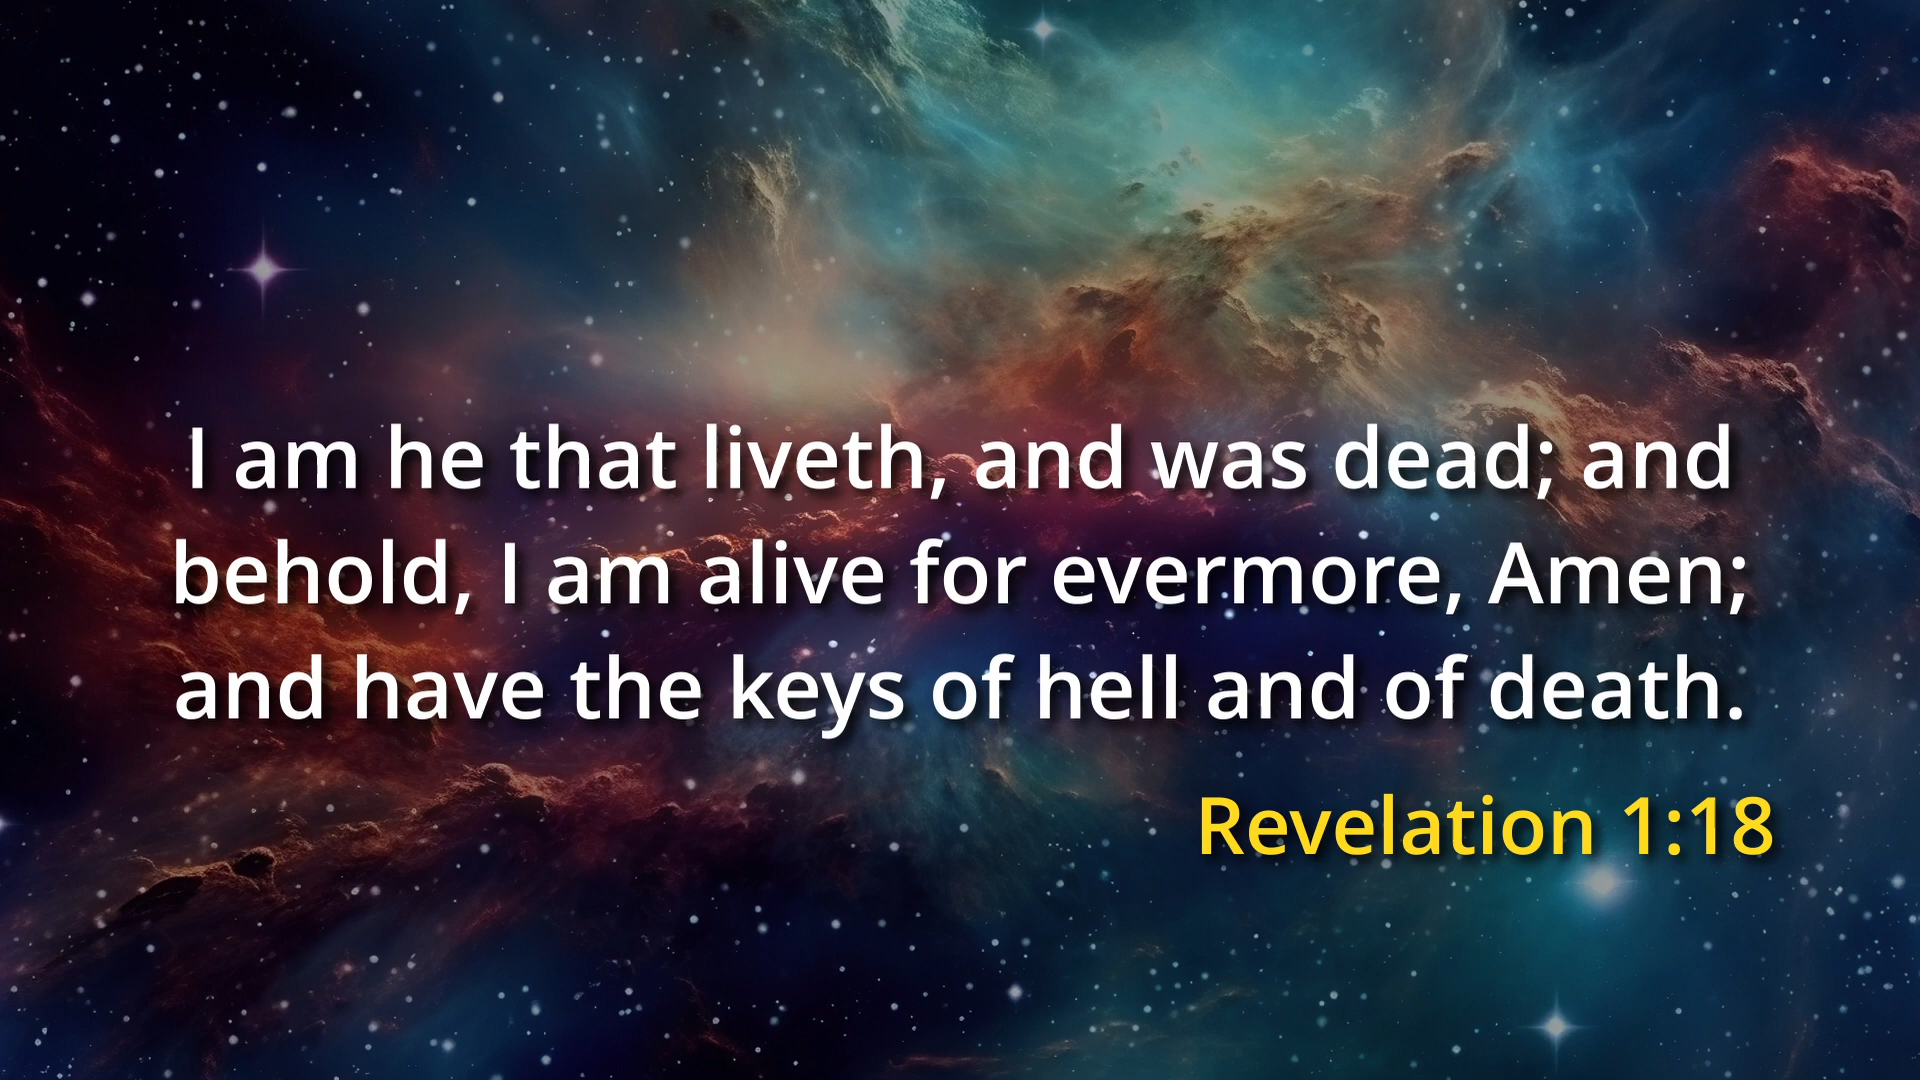 I am he that liveth, and was dead; and
behold, I am alive for evermore, Amen;
and have the keys of hell and of death.
Revelation 1:18